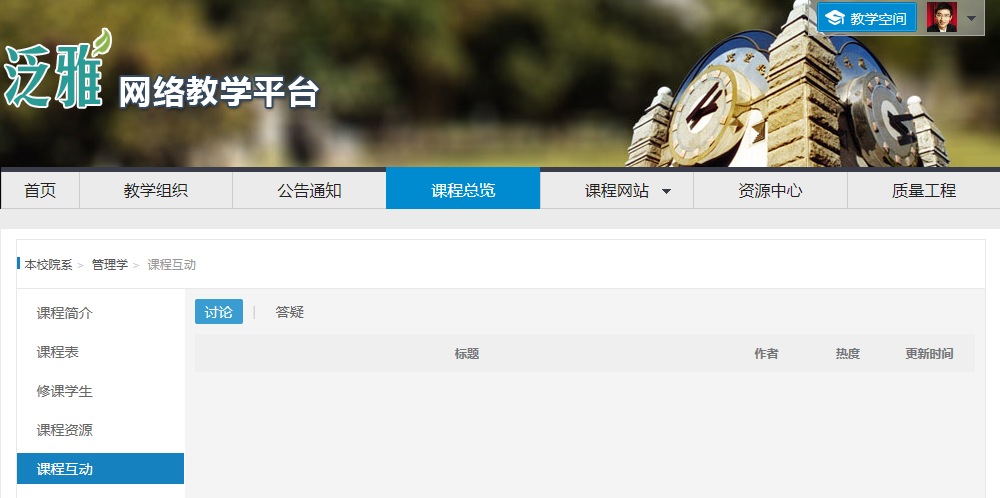 教学空间
泛雅 网络教学平台
首页 教学组织 公告通知 课程总览 课程网站 资源中心 质量工程
本校院系 > 管理学 > 课程互动
课程简介
讨论 | 答疑
标题 作者 热度 更新时间
课程表
修课学生
课程资源
课程互动